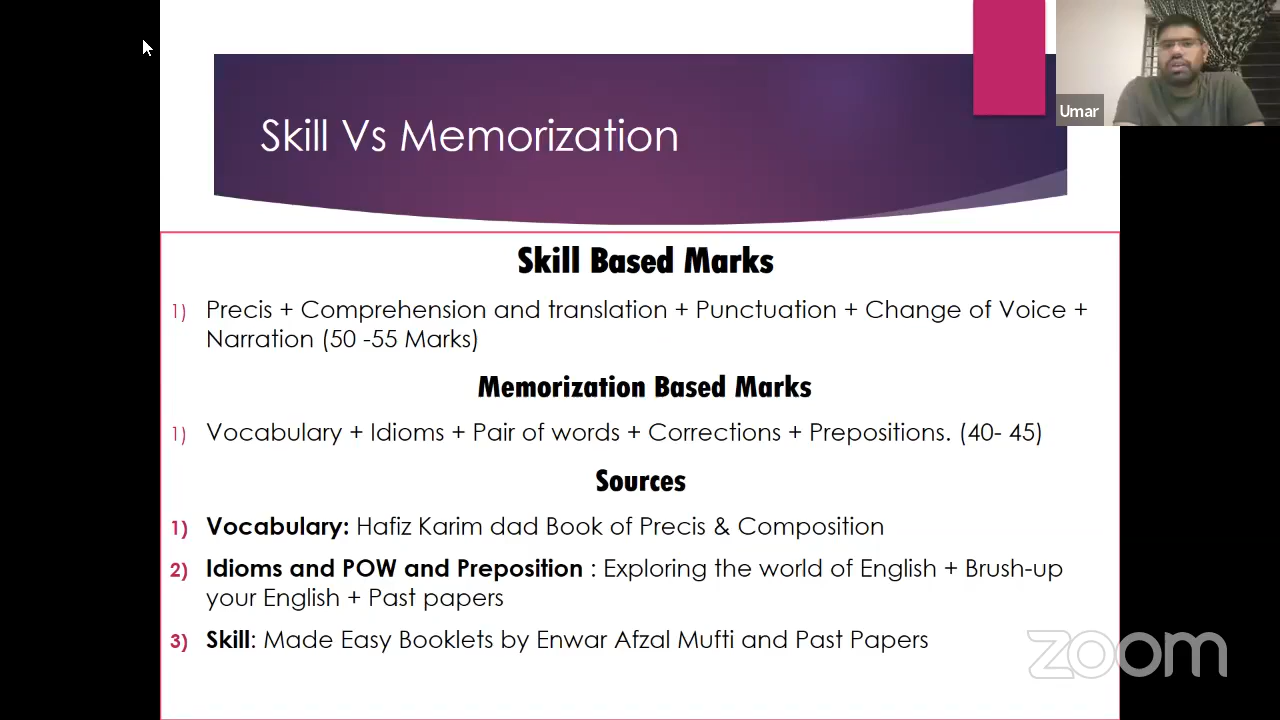 Umar
Skill Vs Memorization
Skill Based Marks
1) Precis + Comprehension and translation + Punctuation + Change of Voice +
Narration (50 -55 Marks)
Memorization Based Marks
1) Vocabulary + Idioms + Pair of words + Corrections + Prepositions. (40- 45)
Sources
1) Vocabulary: Hafiz Karim dad Book of Precis & Composition
2) Idioms and POW and Preposition : Exploring the world of English + Brush-up
your English + Past papers
3) Skill: Made Easy Booklets by Enwar Afzal Mufti and Past Papers
zoom